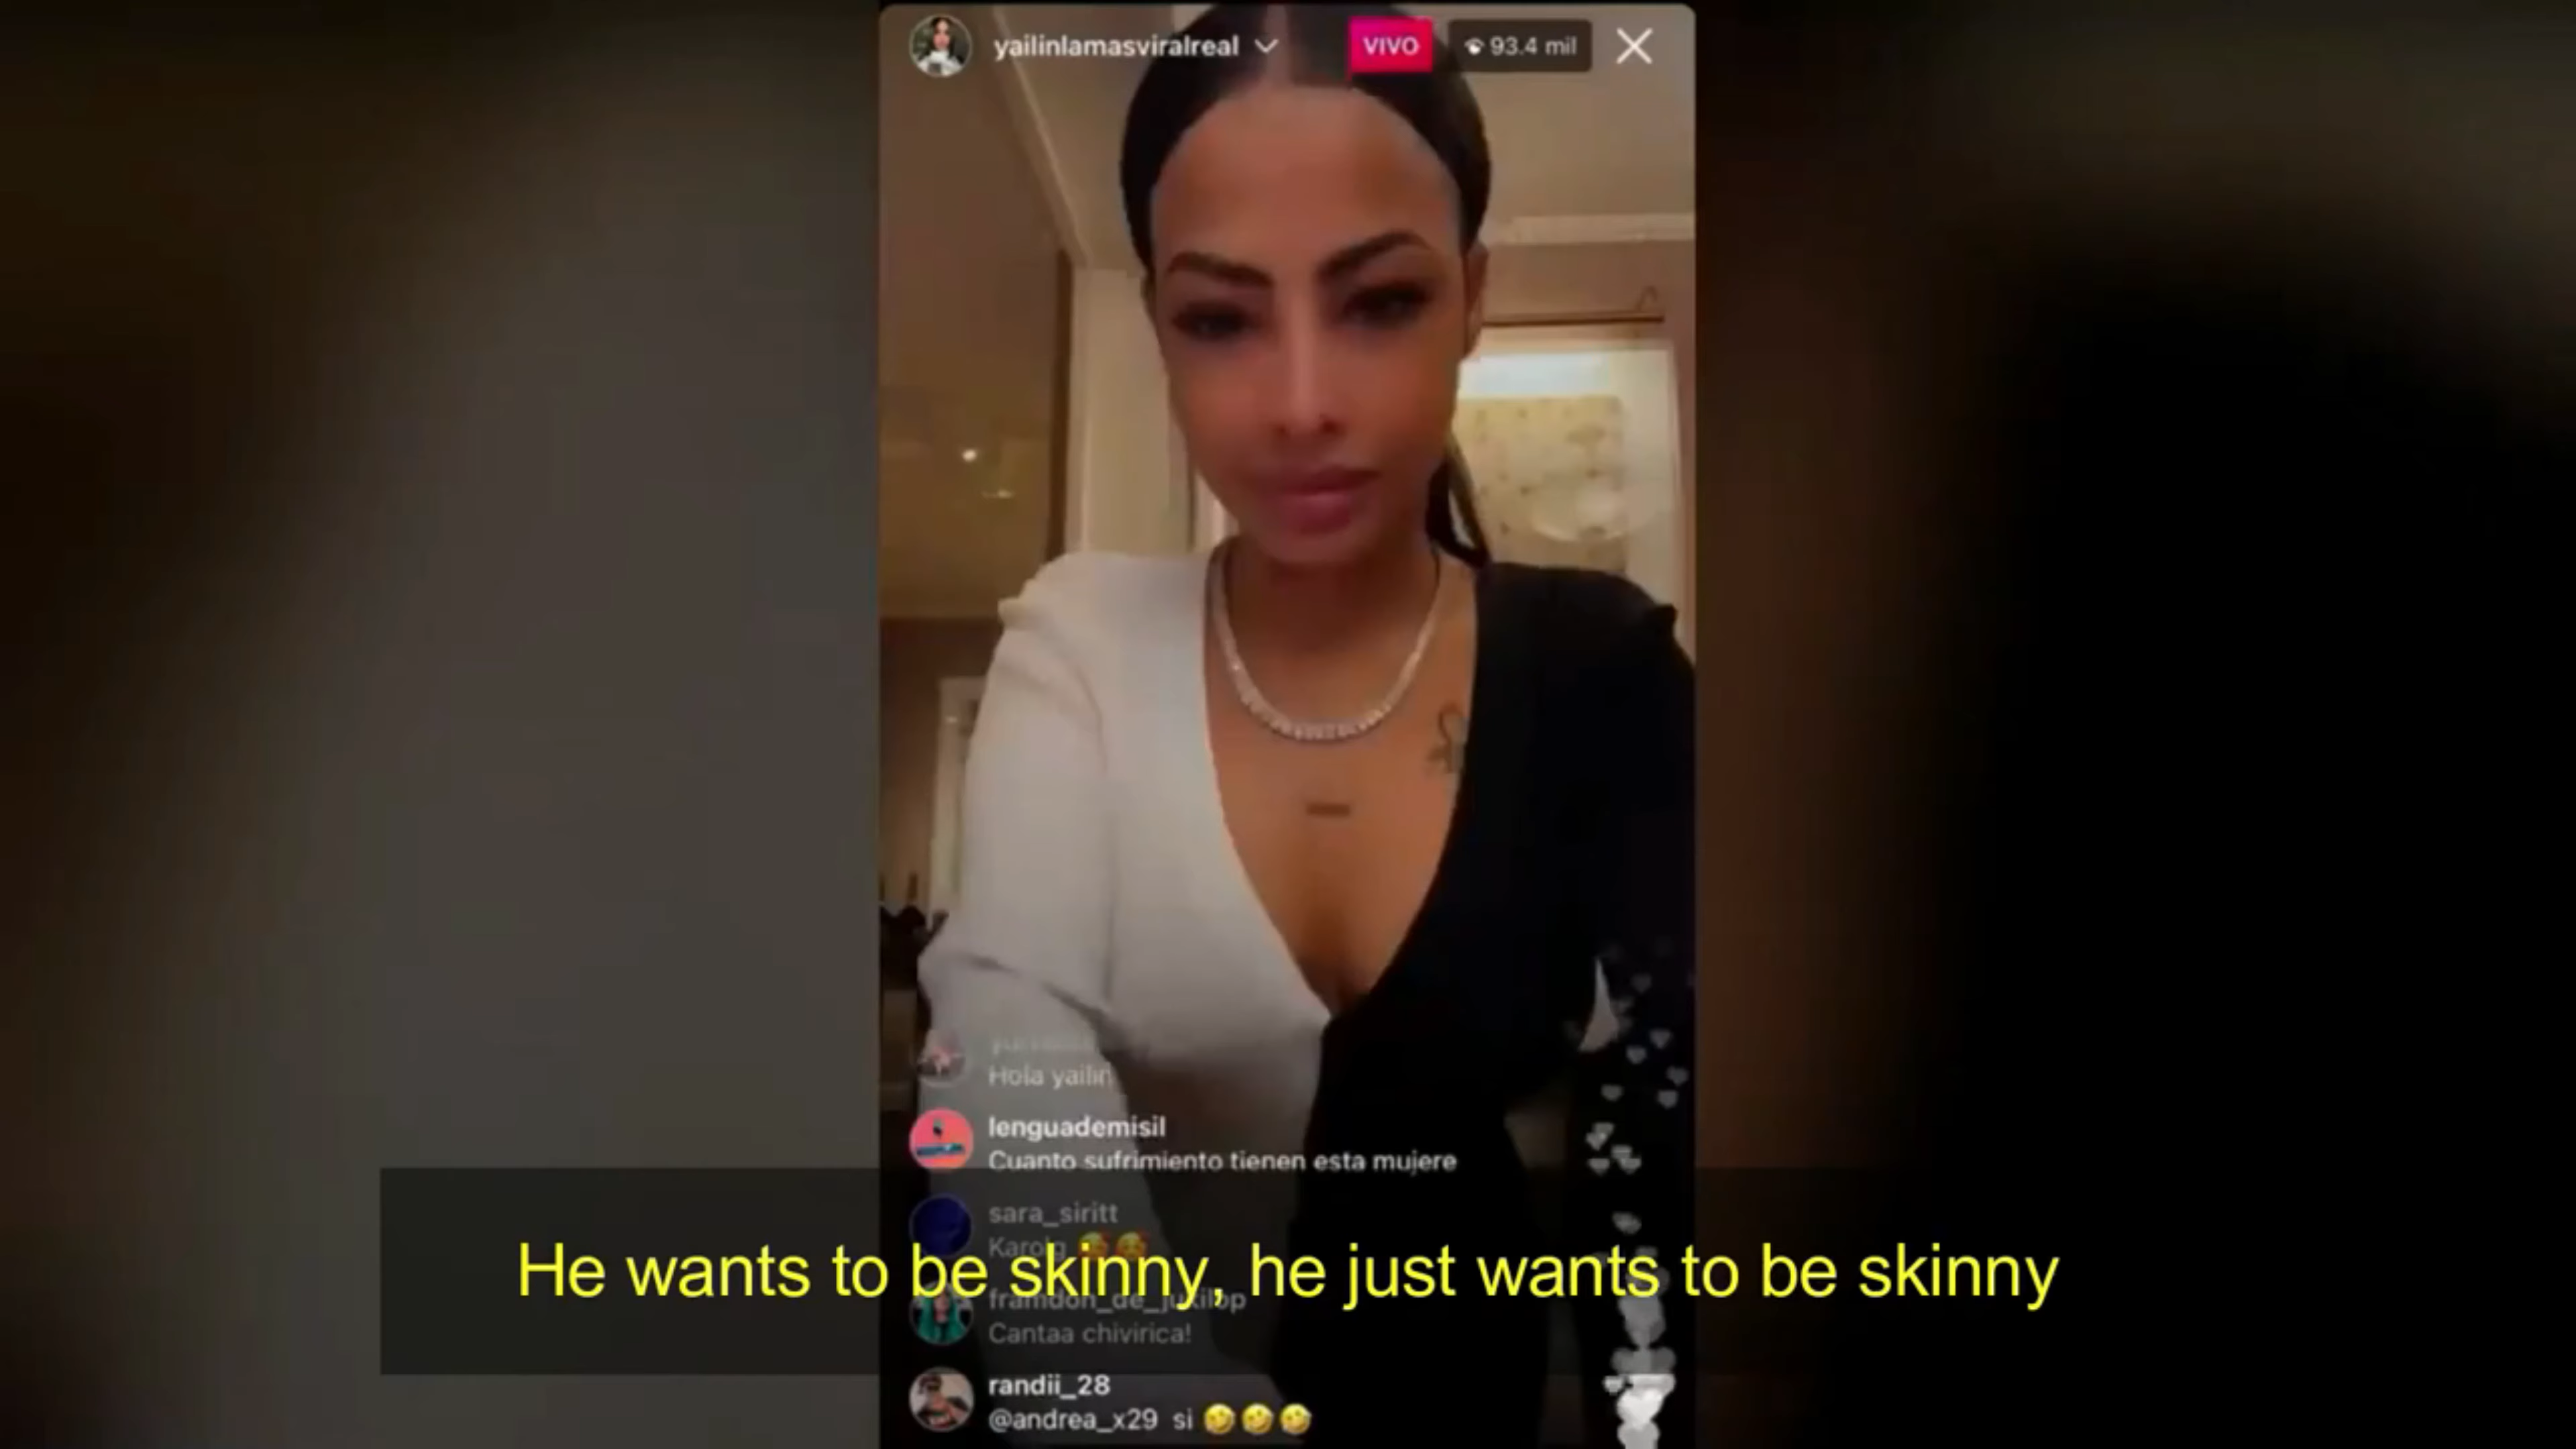 yailinlamasviralreal
VIVO
93.4 mil
Hola yailin
lenguademisil
Cuanto sufrimiento tienen esta mujere
sara_siritt
Karolg
He wants to be skinny, he just wants to be skinny
Cantaa chivirica!
randii_28
@andrea_x29 si 🤣🤣🤣